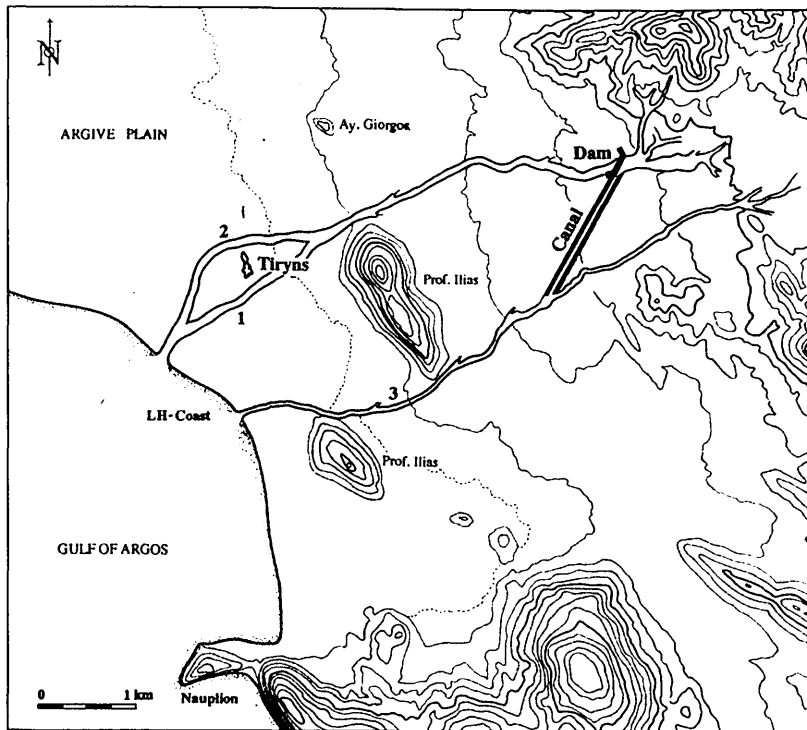 N
ARGIVE PLAIN
Ay. Giorgos
Dam
Canal
2
Tiryns
Prof. Ilias
1
3
LH-Coast
Prof. Ilias
GULF OF ARGOS
0 1 km
Nauplion